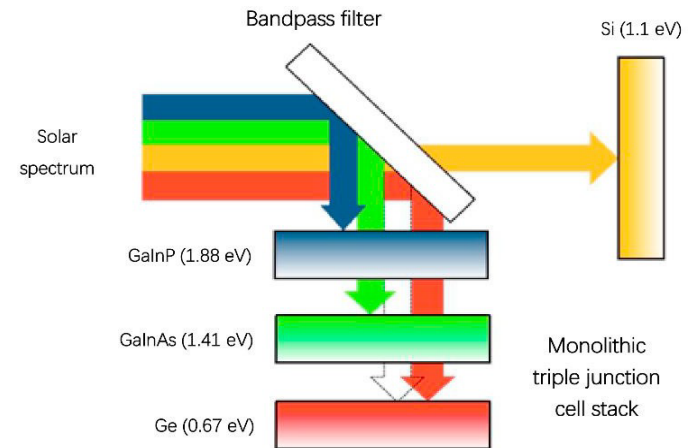 Bandpass filter
Si (1.1 eV)
Solar
spectrum
GaInP (1.88 eV)
GaInAs (1.41 eV)
Monolithic
triple junction
cell stack
Ge (0.67 eV)